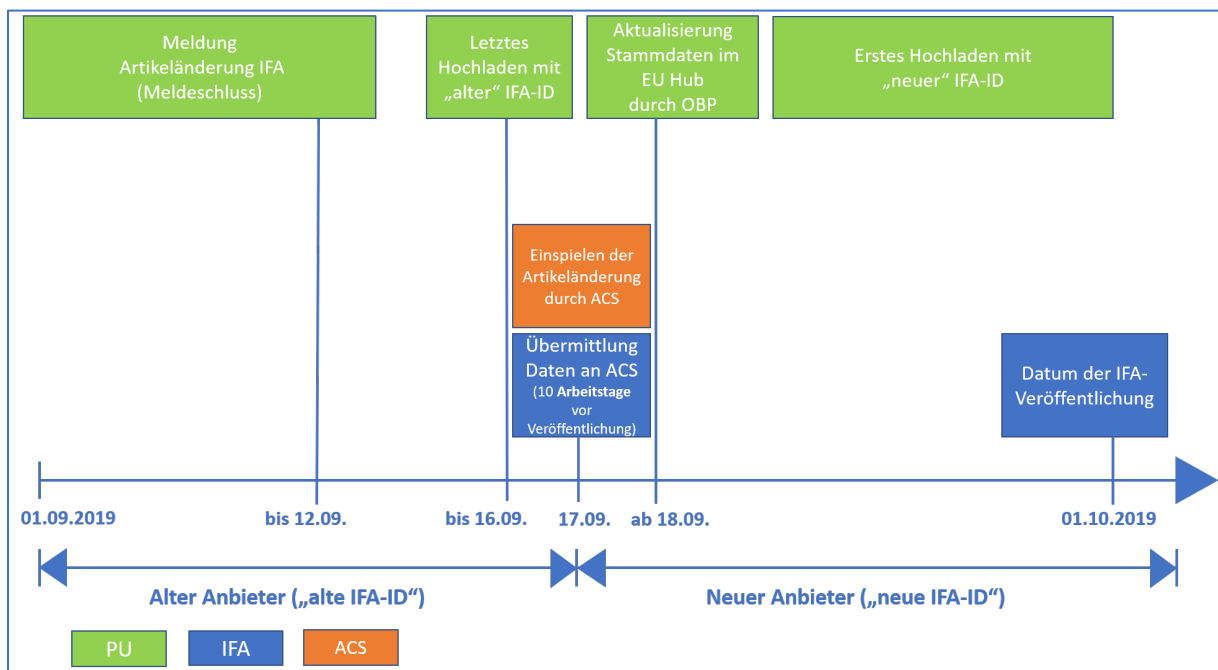 Meldung
Artikeländerung IFA
(Meldeschluss)
Letztes
Hochladen mit
„alter“ IFA-ID
Aktualisierung
Stammdaten im
EU Hub
durch OBP
Erstes Hochladen mit
„neuer“ IFA-ID
Einspielen der
Artikeländerung
durch ACS
Übermittlung
Daten an ACS
(10 Arbeitstage
vor
Veröffentlichung)
Datum der IFA-
Veröffentlichung
01.09.2019
bis 12.09.
bis 16.09.
17.09.
ab 18.09.
01.10.2019
Alter Anbieter („alte IFA-ID“)
Neuer Anbieter („neue IFA-ID“)
PU
IFA
ACS